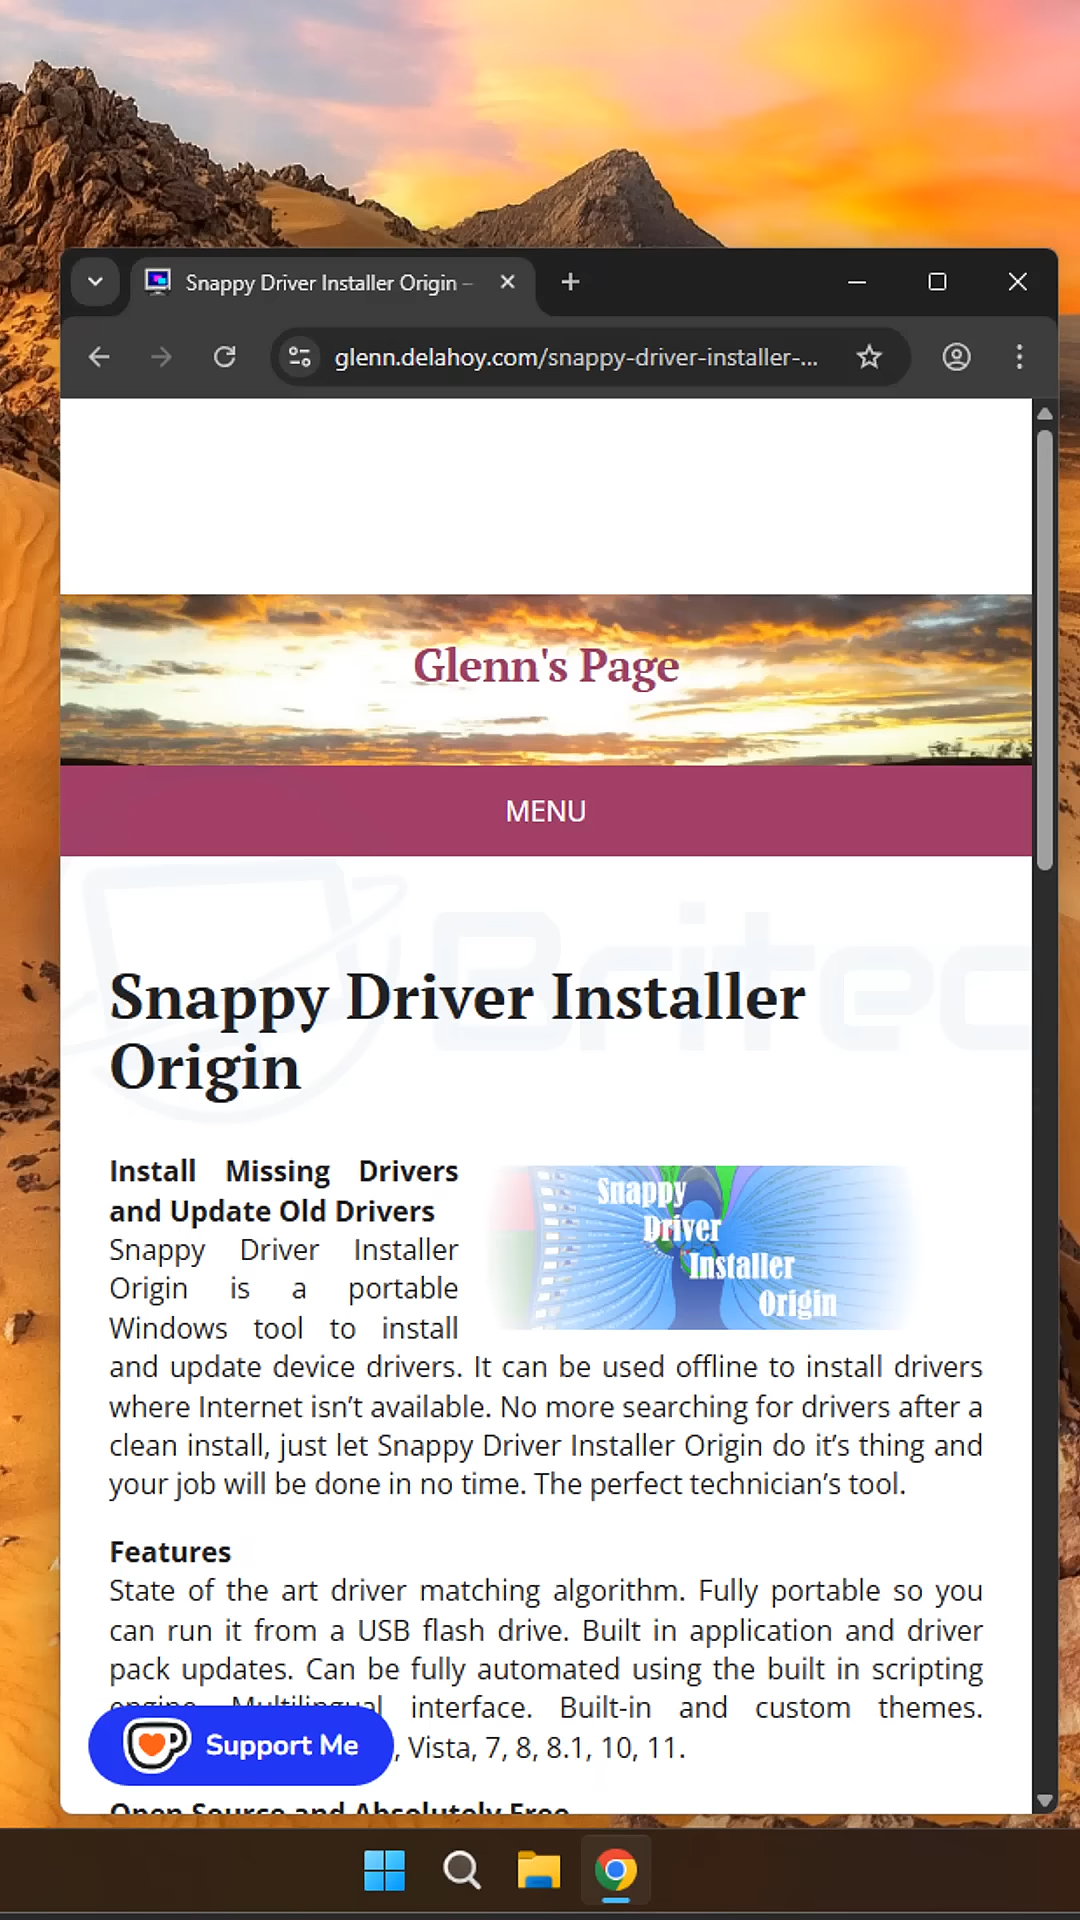 Snappy Driver Installer Origin –
glenn.delahoy.com/snappy-driver-installer-...
Glenn's Page
MENU
Britec
Snappy Driver Installer
Origin
Install Missing Drivers
and Update Old Drivers
Snappy Driver Installer
Origin is a portable
Windows tool to install
Snappy
Driver
Installer
Origin
and update device drivers. It can be used offline to install drivers
where Internet isn’t available. No more searching for drivers after a
clean install, just let Snappy Driver Installer Origin do it’s thing and
your job will be done in no time. The perfect technician’s tool.
Features
State of the art driver matching algorithm. Fully portable so you
can run it from a USB flash drive. Built in application and driver
pack updates. Can be fully automated using the built in scripting
engine. Multilingual interface. Built-in and custom themes.
Support Me
, Vista, 7, 8, 8.1, 10, 11.
Open Source and Absolutely Free